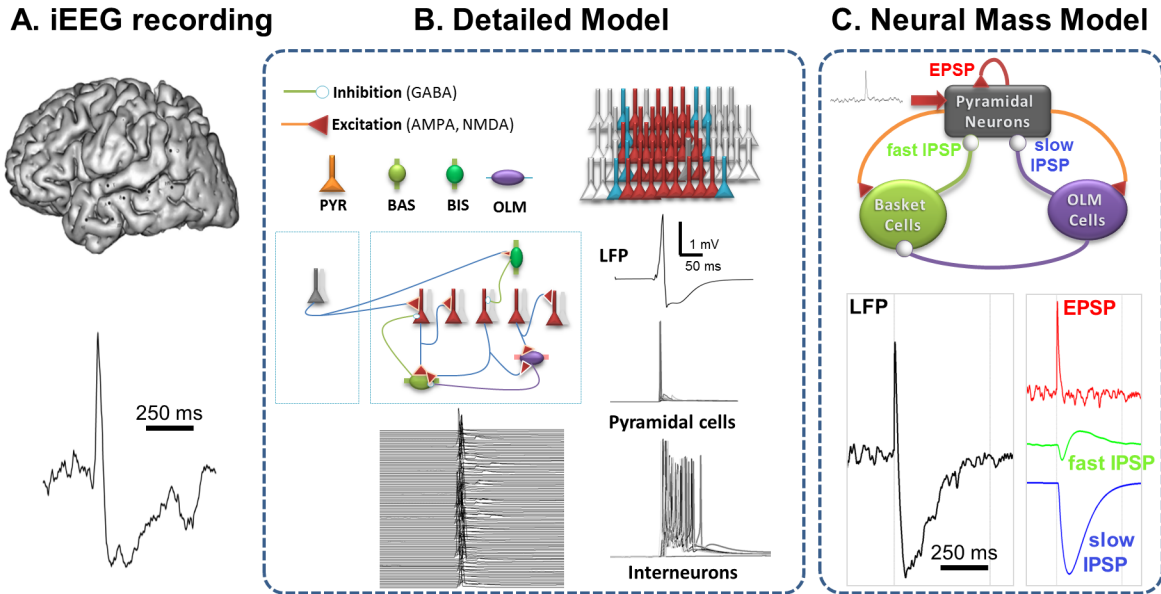 A. iEEG recording
250 ms
B. Detailed Model
Inhibition (GABA)
Excitation (AMPA, NMDA)
PYR
BAS
BIS
OLM
LFP
1 mV
50 ms
Pyramidal cells
Interneurons
C. Neural Mass Model
EPSP
Pyramidal
Neurons
fast IPSP
slow
IPSP
Basket
Cells
OLM
Cells
LFP
250 ms
EPSP
fast IPSP
slow
IPSP